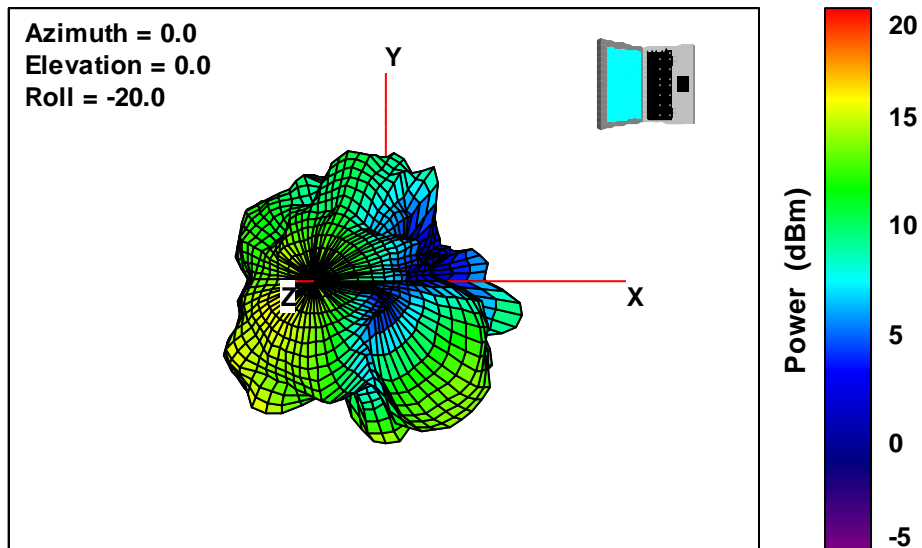 Azimuth = 0.0
Elevation = 0.0
Roll = -20.0
Y
Z
X
Power (dBm)
20
15
10
5
0
-5